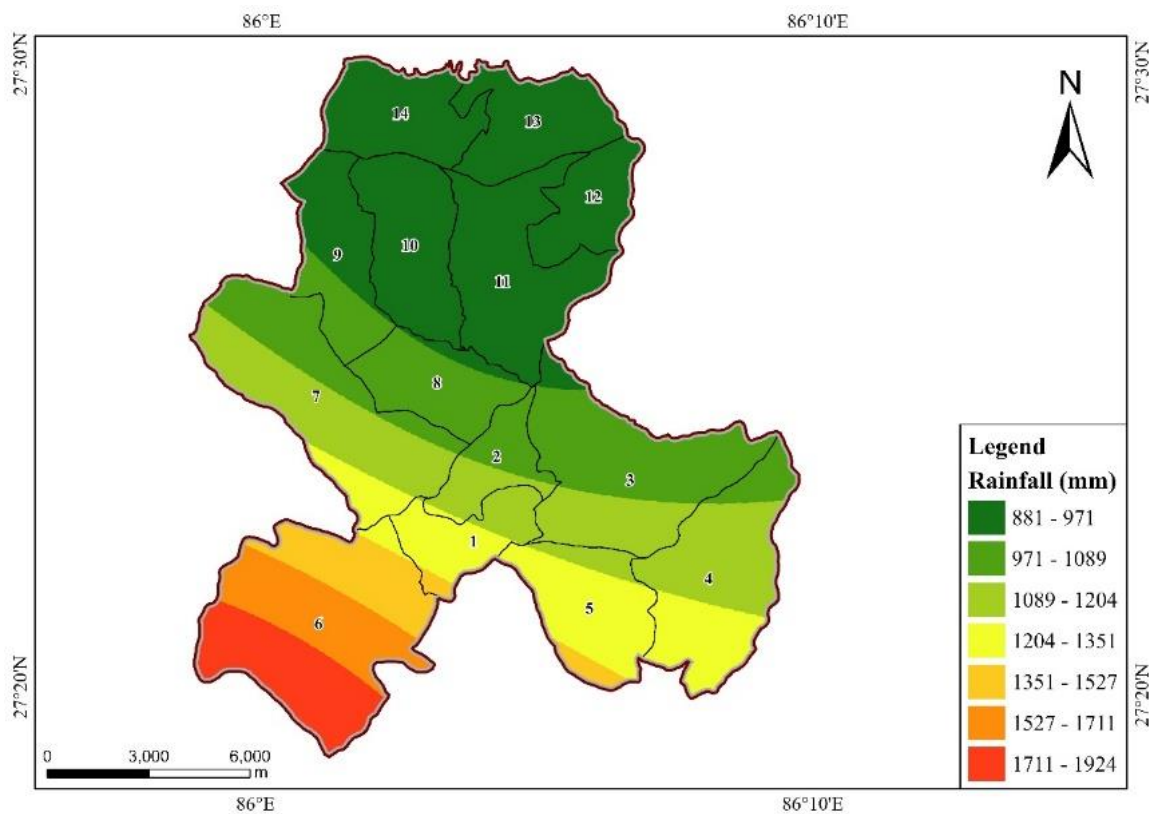 86°E 86°10'E
27°30'N 27°30'N
N
14 13
12
10
9
11
8
7
2
3
1
4
5
6
Legend
Rainfall (mm)
881 - 971
971 - 1089
1089 - 1204
1204 - 1351
1351 - 1527
1527 - 1711
1711 - 1924
27°20'N 27°20'N
0 3,000 6,000
m
86°E 86°10'E